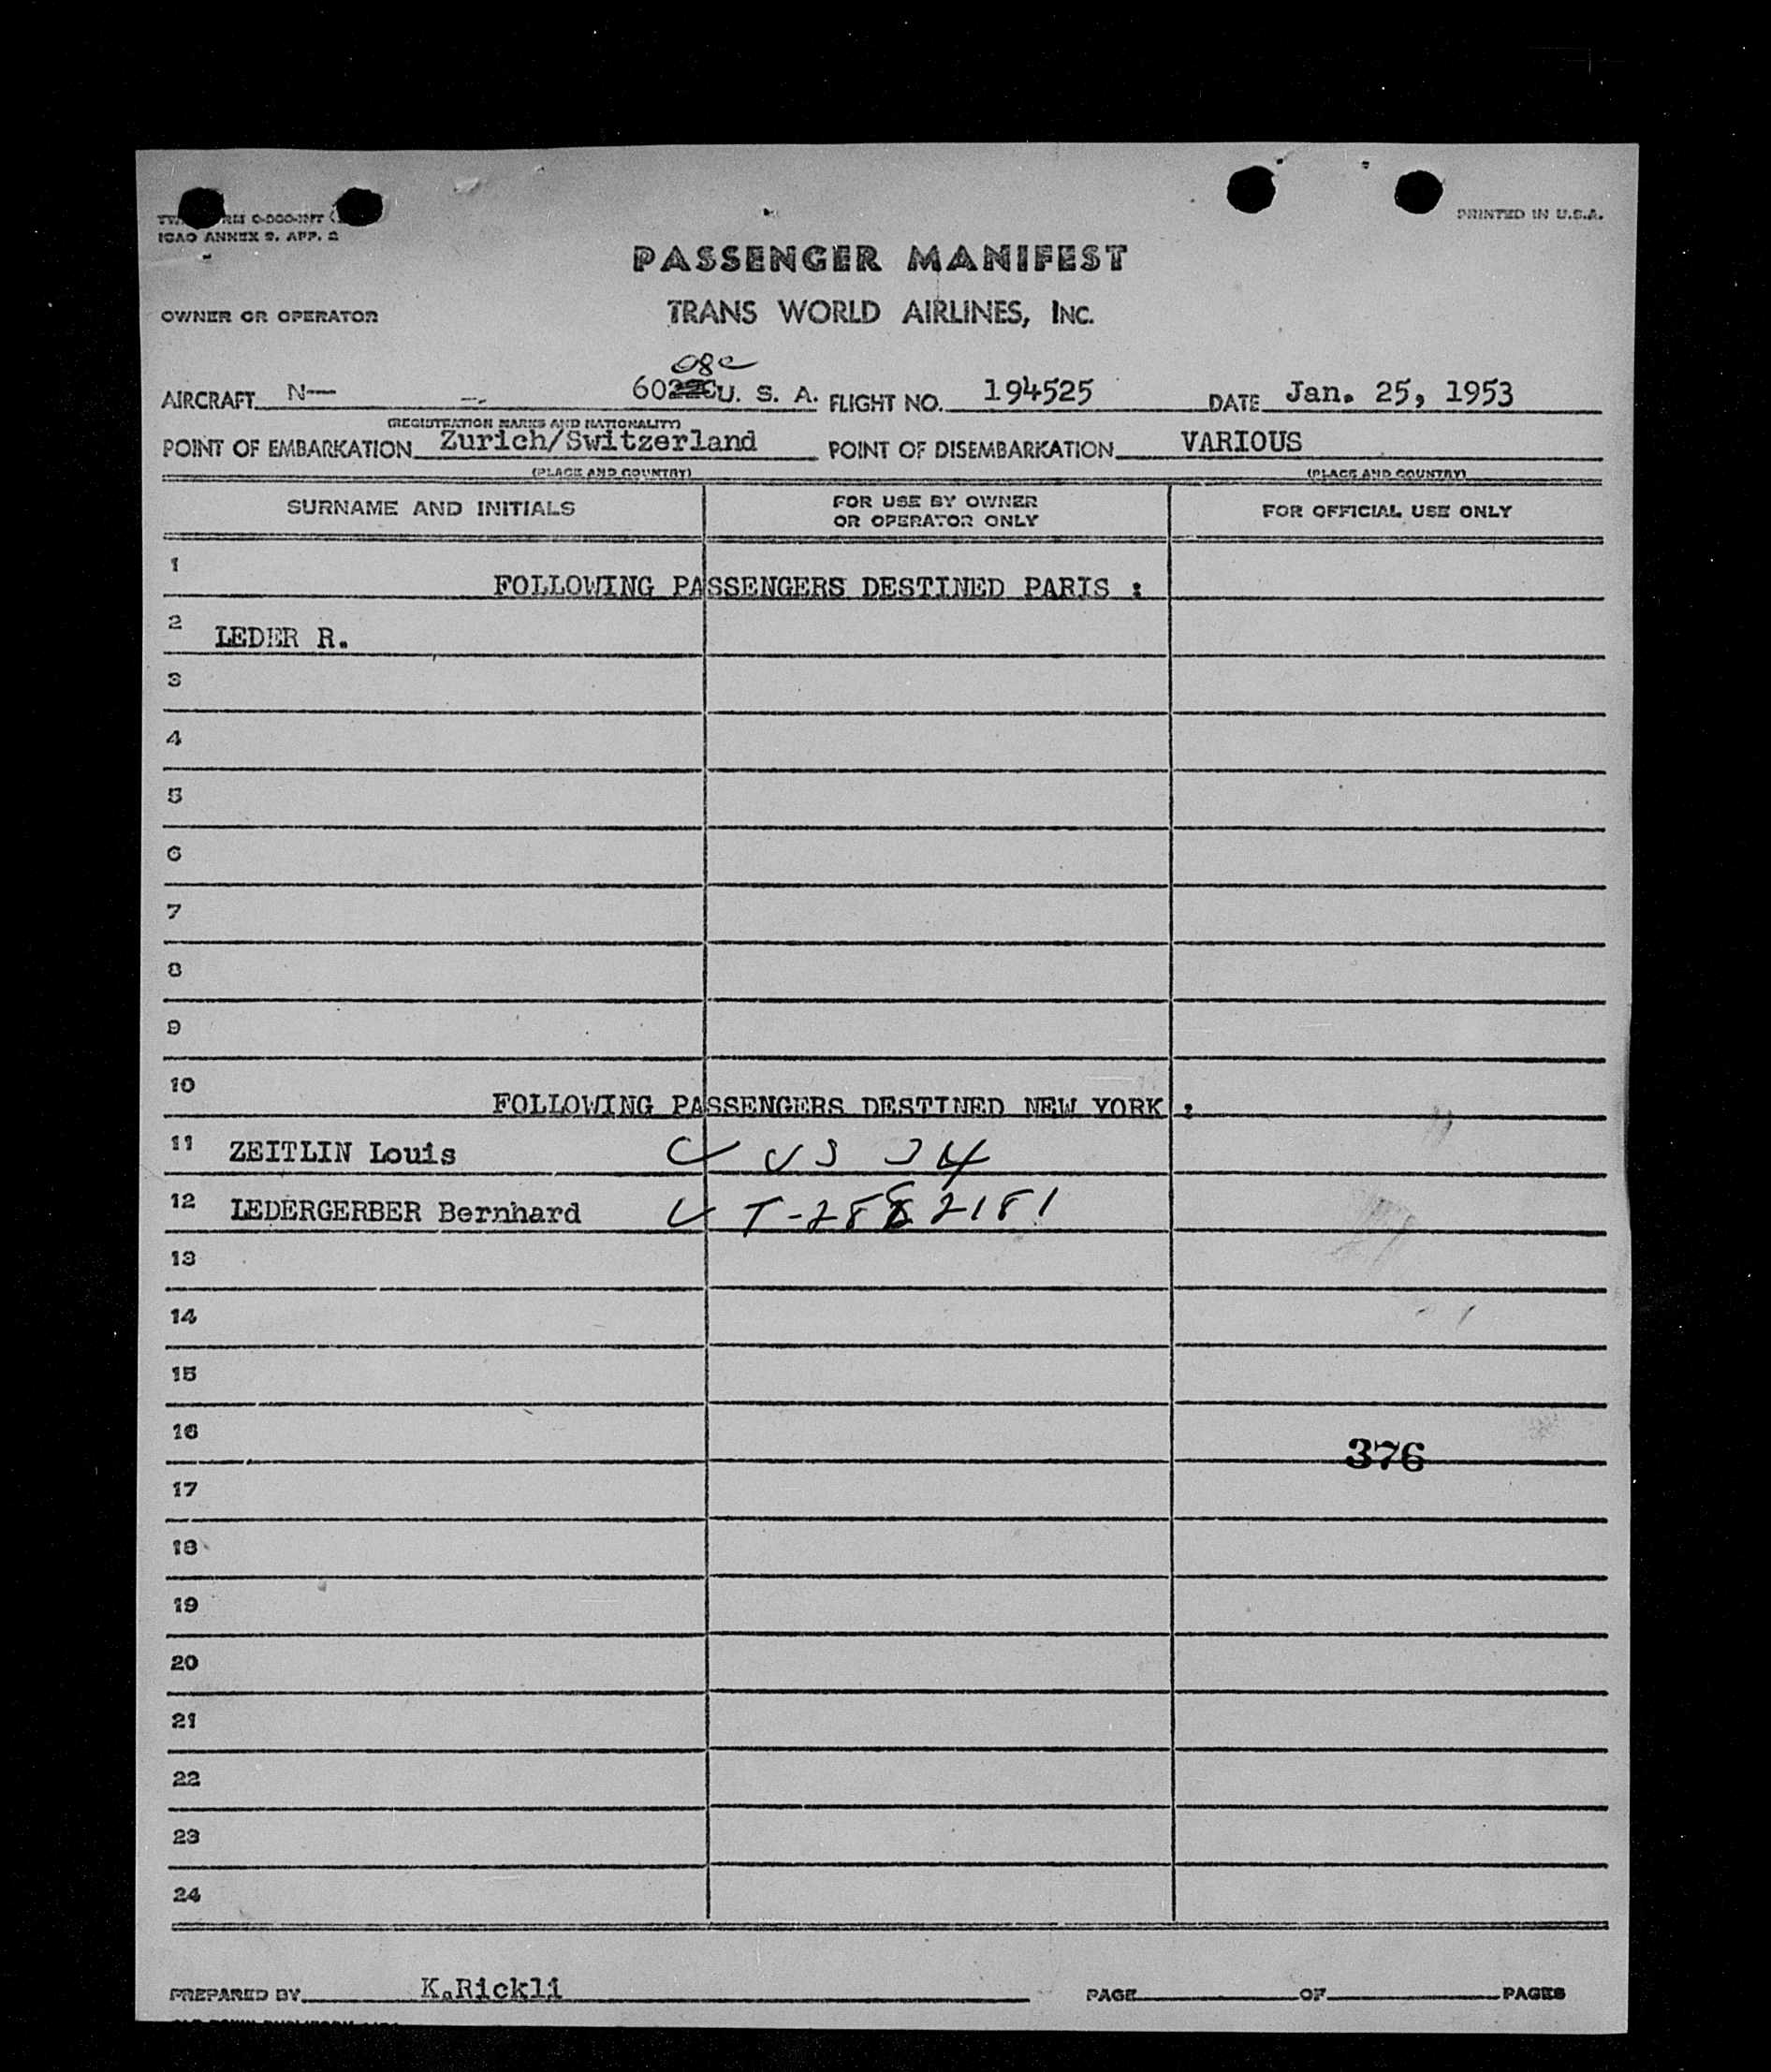 ICAO ANNEX 9. APP. 2
PRINTED IN U.S.A.
PASSENGER MANIFEST
OWNER OR OPERATOR TRANS WORLD AIRLINES, INC.
08c
AIRCRAFT N— 602 U. S. A. FLIGHT NO. 194525 DATE Jan. 25, 1953
(REGISTRATION MARKS AND NATIONALITY)
POINT OF EMBARKATION Zurich/Switzerland POINT OF DISEMBARKATION VARIOUS
(PLACE AND COUNTRY) (PLACE AND COUNTRY)
SURNAME AND INITIALS FOR USE BY OWNER OR OPERATOR ONLY FOR OFFICIAL USE ONLY
1 FOLLOWING PASSENGERS DESTINED PARIS :
2 LEDER R.
3
4
5
6
7
8
9
10 FOLLOWING PASSENGERS DESTINED NEW YORK :
11 ZEITLIN Louis
12 LEDERGERBER Bernhard
13
14
15
16 376
17
18
19
20
21
22
23
24
PREPARED BY K.Rickli PAGE OF PAGES